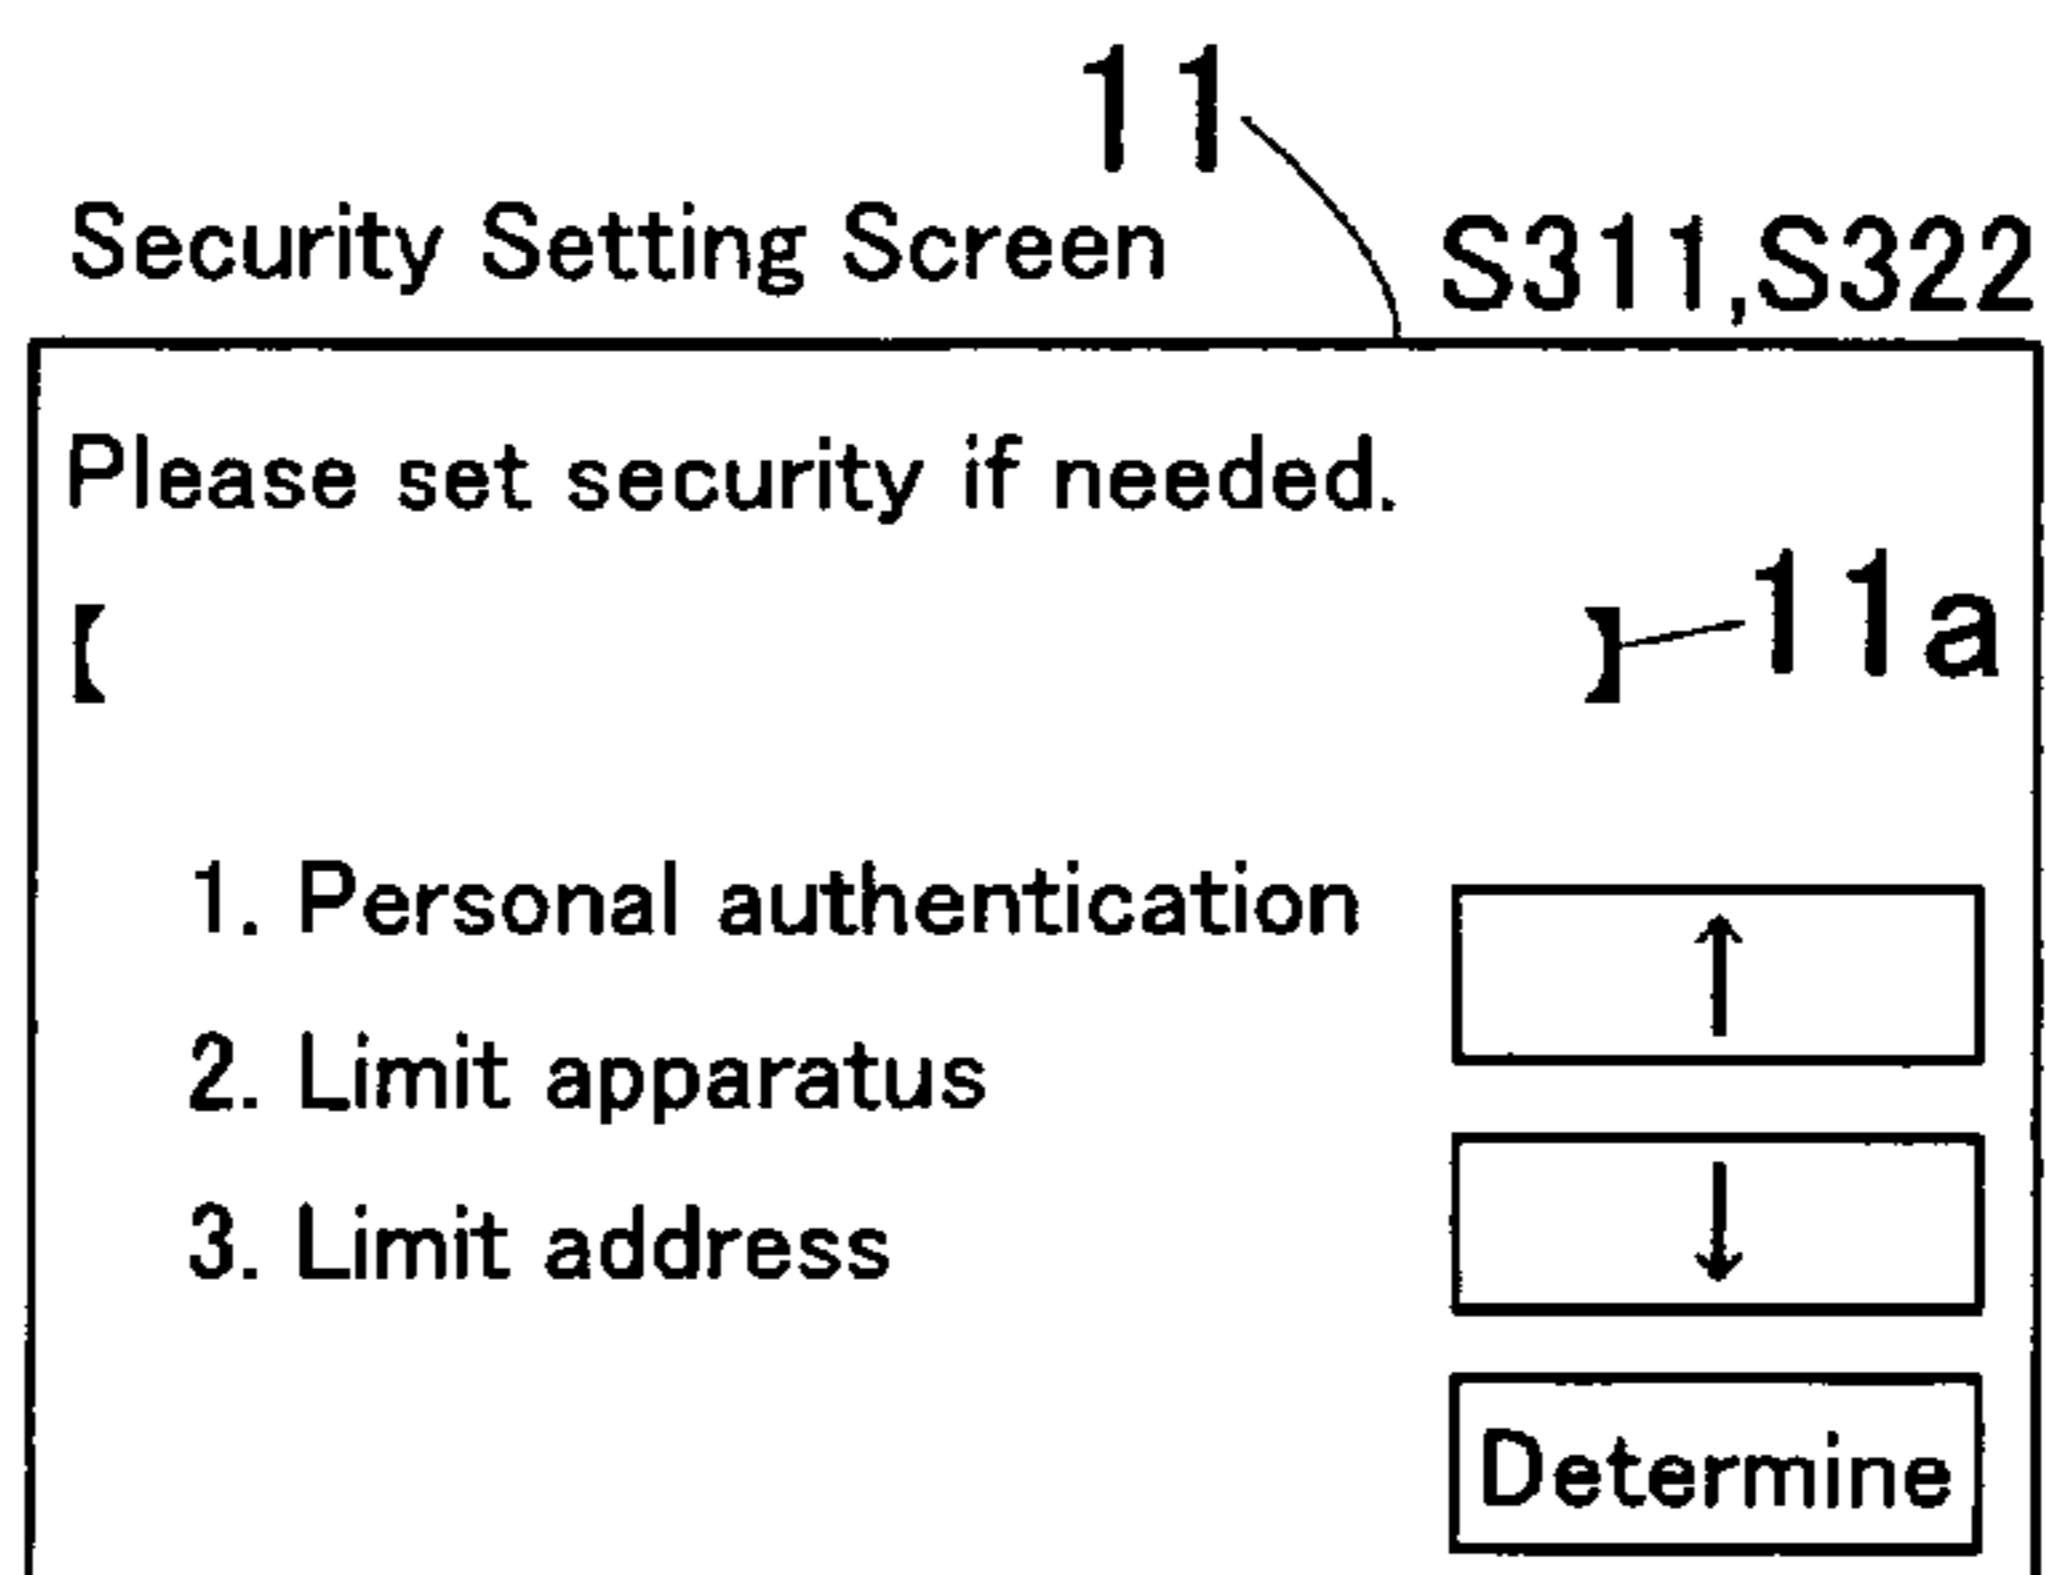 11
Security Setting Screen S311,S322
Please set security if needed.
【 】 11a
1. Personal authentication
↑
2. Limit apparatus
3. Limit address
↓
Determine